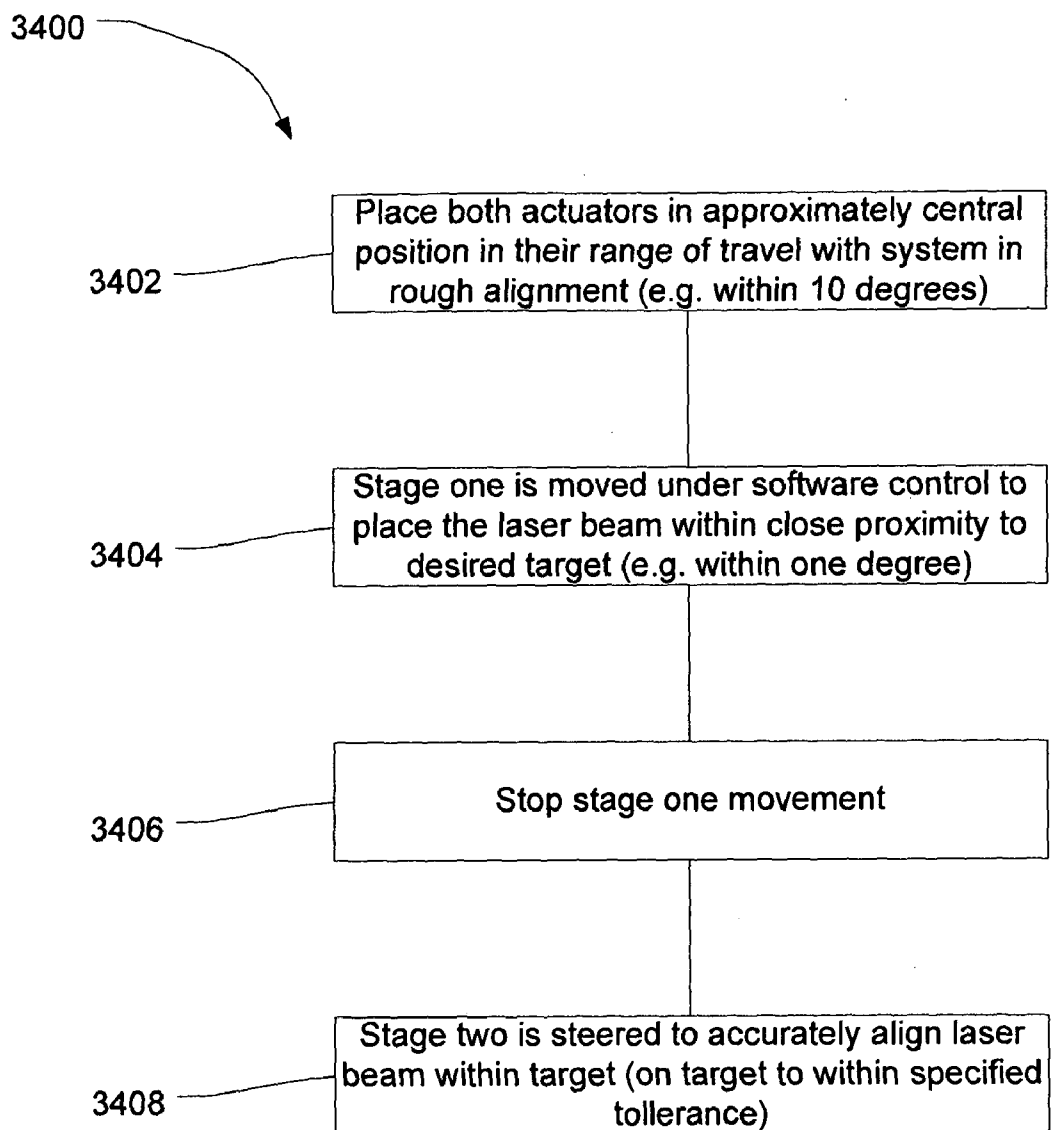 3400
Place both actuators in approximately central
position in their range of travel with system in
rough alignment (e.g. within 10 degrees)
3402
Stage one is moved under software control to
place the laser beam within close proximity to
desired target (e.g. within one degree)
3404
Stop stage one movement
3406
Stage two is steered to accurately align laser
beam within target (on target to within specified
tollerance)
3408